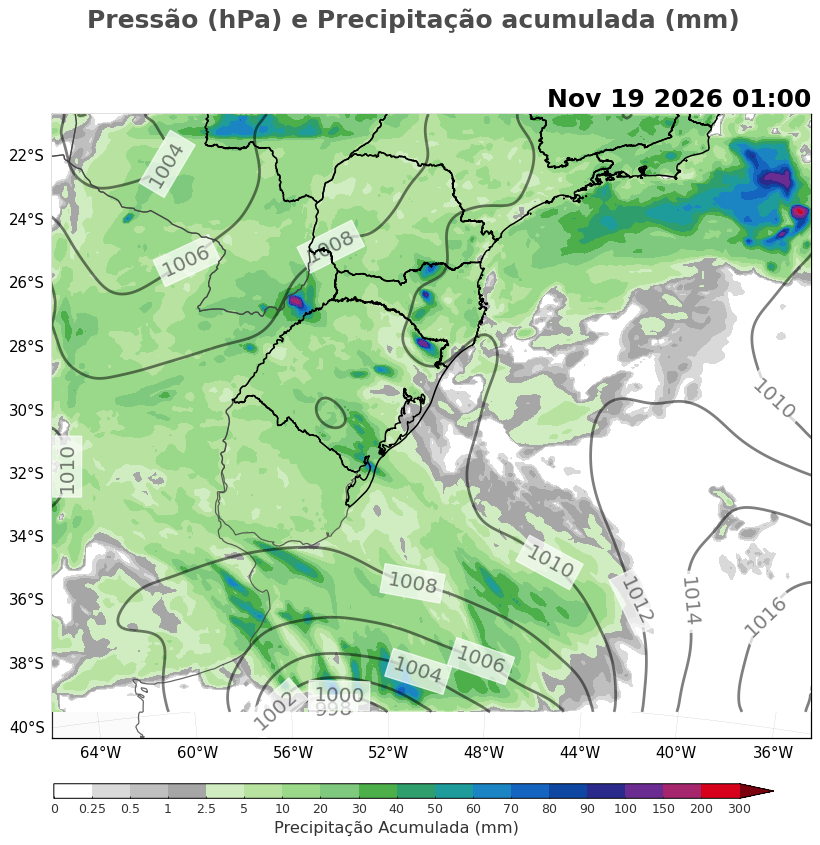 Pressão (hPa) e Precipitação acumulada (mm)
Nov 19 2026 01:00
22°S
24°S
26°S
28°S
30°S
32°S
34°S
36°S
38°S
40°S
1004
1006
1008
1010
1010
1010
1008
1012
1014
1016
1006
1004
1002
1000
998
64°W 60°W 56°W 52°W 48°W 44°W 40°W 36°W
0 0.25 0.5 1 2.5 5 10 20 30 40 50 60 70 80 90 100 150 200 300
Precipitação Acumulada (mm)